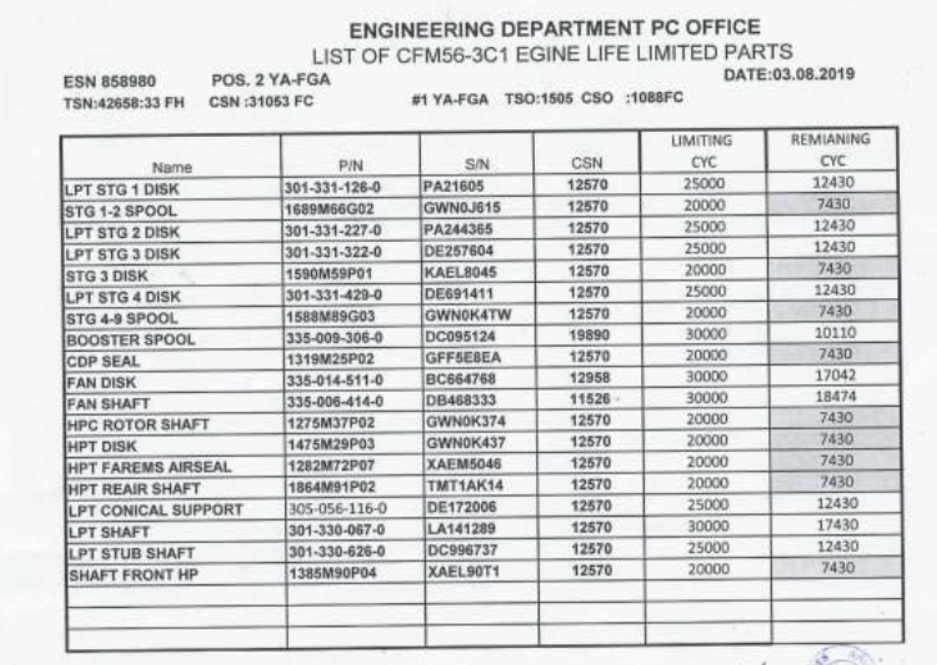 ENGINEERING DEPARTMENT PC OFFICE
LIST OF CFM56-3C1 EGINE LIFE LIMITED PARTS
ESN 858980 POS. 2 YA-FGA DATE:03.08.2019
TSN:42658:33 FH CSN :31053 FC #1 YA-FGA TSO:1505 CSO :1088FC
Name P/N S/N CSN LIMITING CYC REMIANING CYC
LPT STG 1 DISK 301-331-126-0 PA21605 12570 25000 12430
STG 1-2 SPOOL 1689M66G02 GWN0J615 12570 20000 7430
LPT STG 2 DISK 301-331-227-0 PA244365 12570 25000 12430
LPT STG 3 DISK 301-331-322-0 DE257604 12570 25000 12430
STG 3 DISK 1590M59P01 KAEL8045 12570 20000 7430
LPT STG 4 DISK 301-331-429-0 DE691411 12570 25000 12430
STG 4-9 SPOOL 1588M89G03 GWN0K4TW 12570 20000 7430
BOOSTER SPOOL 335-009-306-0 DC095124 19890 30000 10110
CDP SEAL 1319M25P02 GFF5E8EA 12570 20000 7430
FAN DISK 335-014-511-0 BC664768 12958 30000 17042
FAN SHAFT 335-006-414-0 DB468333 11526 30000 18474
HPC ROTOR SHAFT 1275M37P02 GWN0K374 12570 20000 7430
HPT DISK 1475M29P03 GWN0K437 12570 20000 7430
HPT FAREMS AIRSEAL 1282M72P07 XAEM5046 12570 20000 7430
HPT REAIR SHAFT 1864M91P02 TMT1AK14 12570 20000 7430
LPT CONICAL SUPPORT 305-056-116-0 DE172006 12570 25000 12430
LPT SHAFT 301-330-067-0 LA141289 12570 30000 17430
LPT STUB SHAFT 301-330-626-0 DC996737 12570 25000 12430
SHAFT FRONT HP 1385M90P04 XAEL90T1 12570 20000 7430